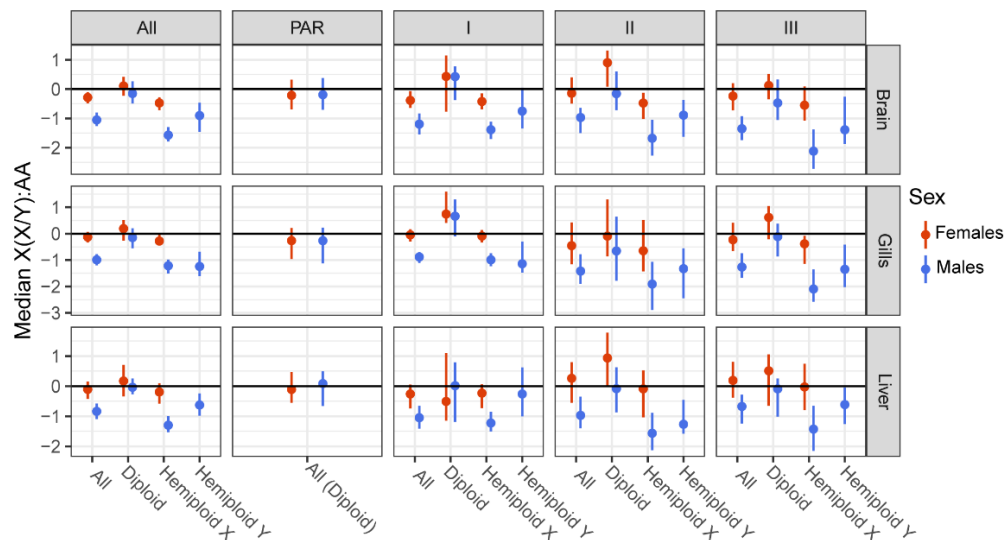 All PAR I II III
1
0
-1
-2
Brain
1
0
-1
-2
-3
Gills
1
0
-1
-2
Liver
Median X(X/Y):AA
All Diploid Hemiploid X Hemiploid Y
All (Diploid)
All Diploid Hemiploid X Hemiploid Y
All Diploid Hemiploid X Hemiploid Y
All Diploid Hemiploid X Hemiploid Y
Sex
Females
Males